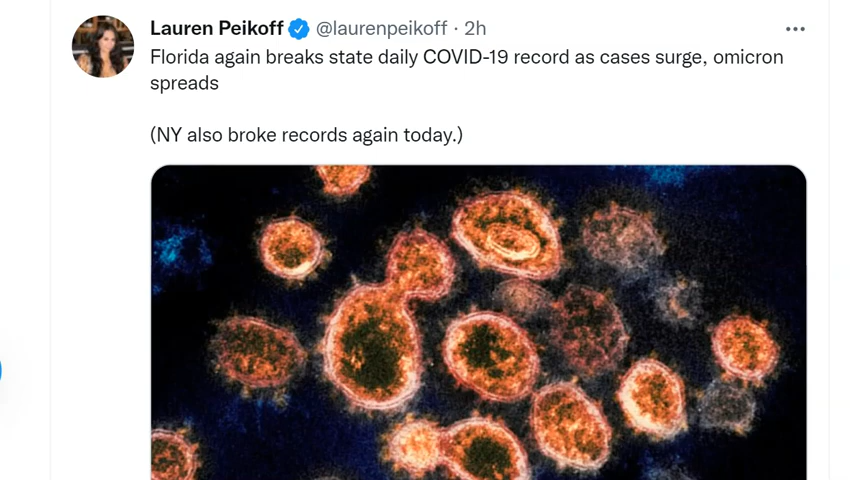 Lauren Peikoff @laurenpeikoff · 2h
Florida again breaks state daily COVID-19 record as cases surge, omicron
spreads
(NY also broke records again today.)